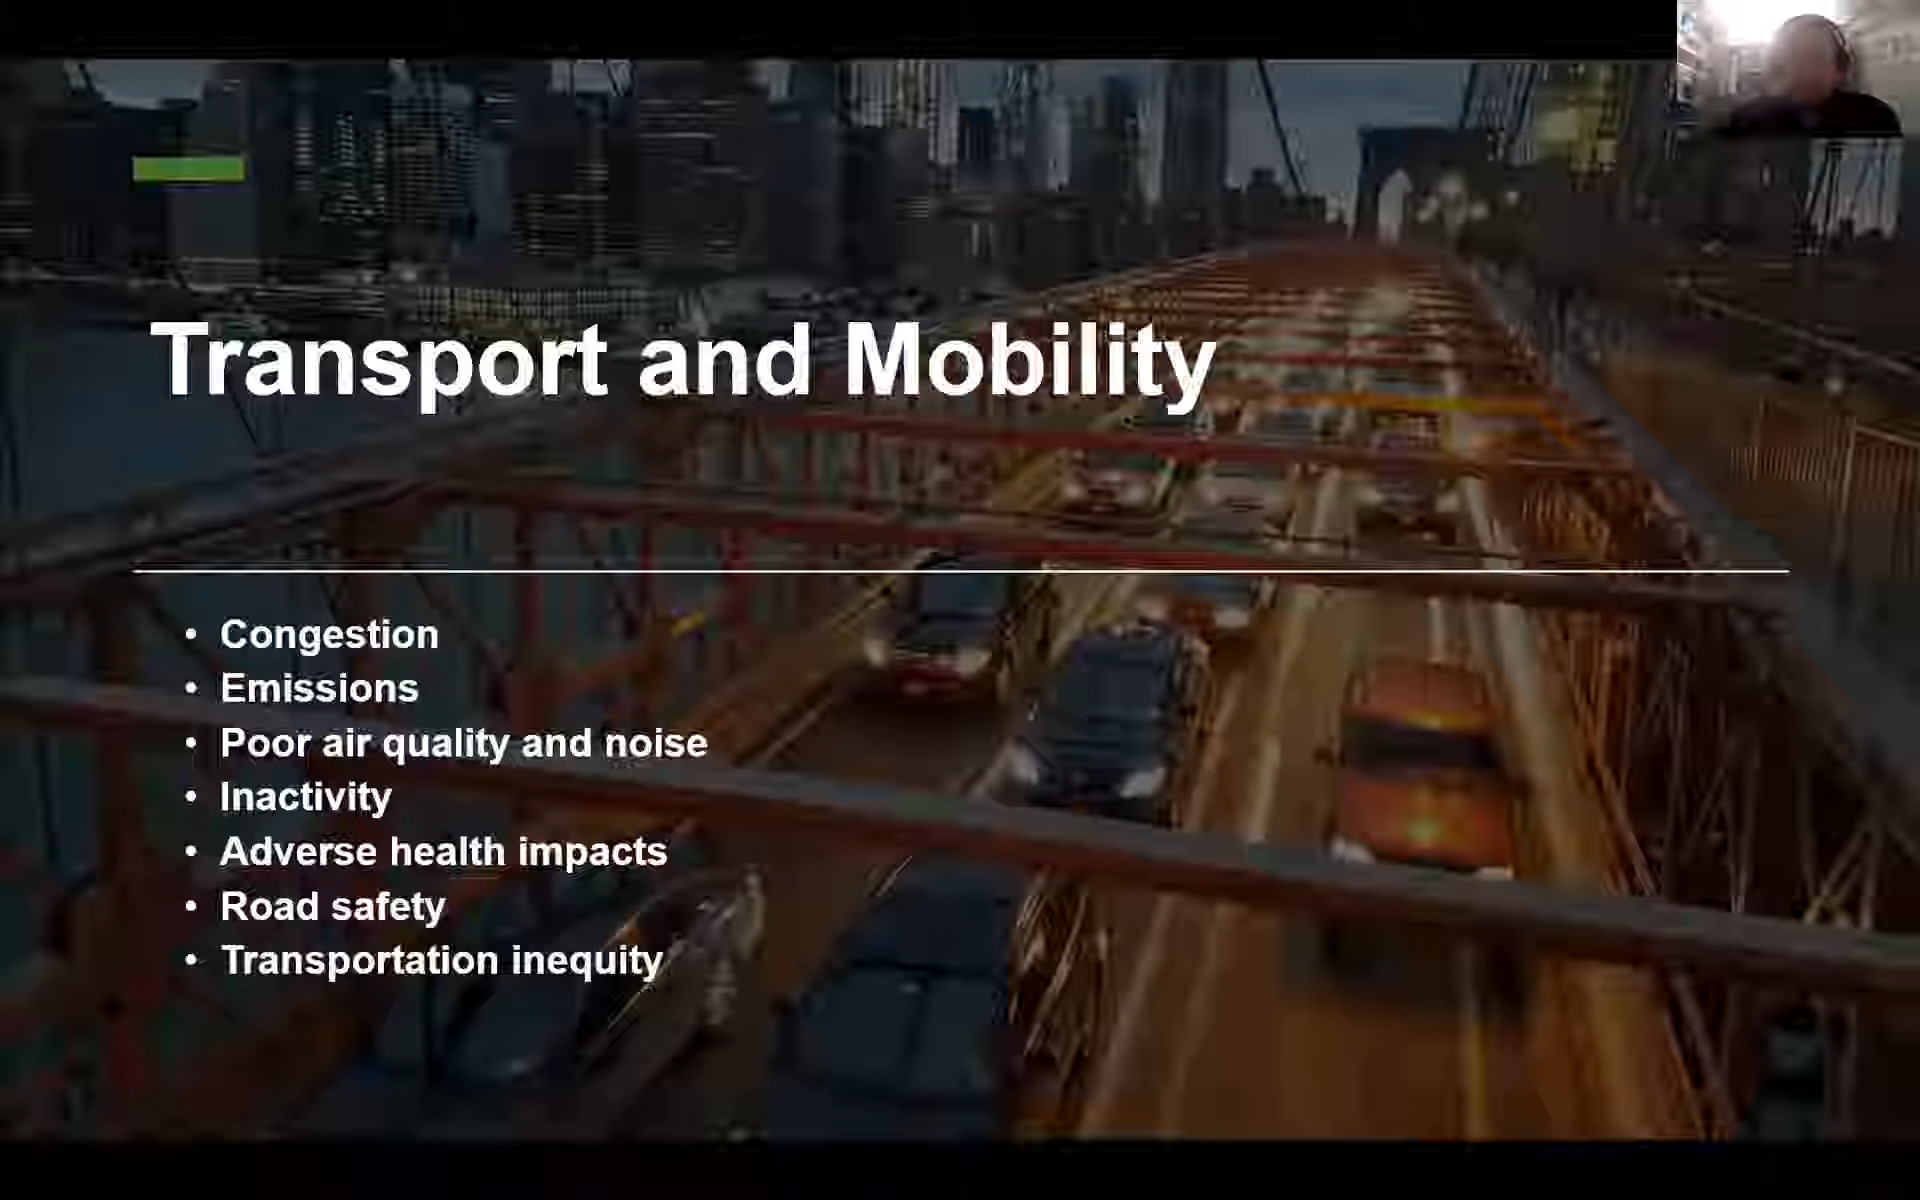 Transport and Mobility
• Congestion
• Emissions
• Poor air quality and noise
• Inactivity
• Adverse health impacts
• Road safety
• Transportation inequity